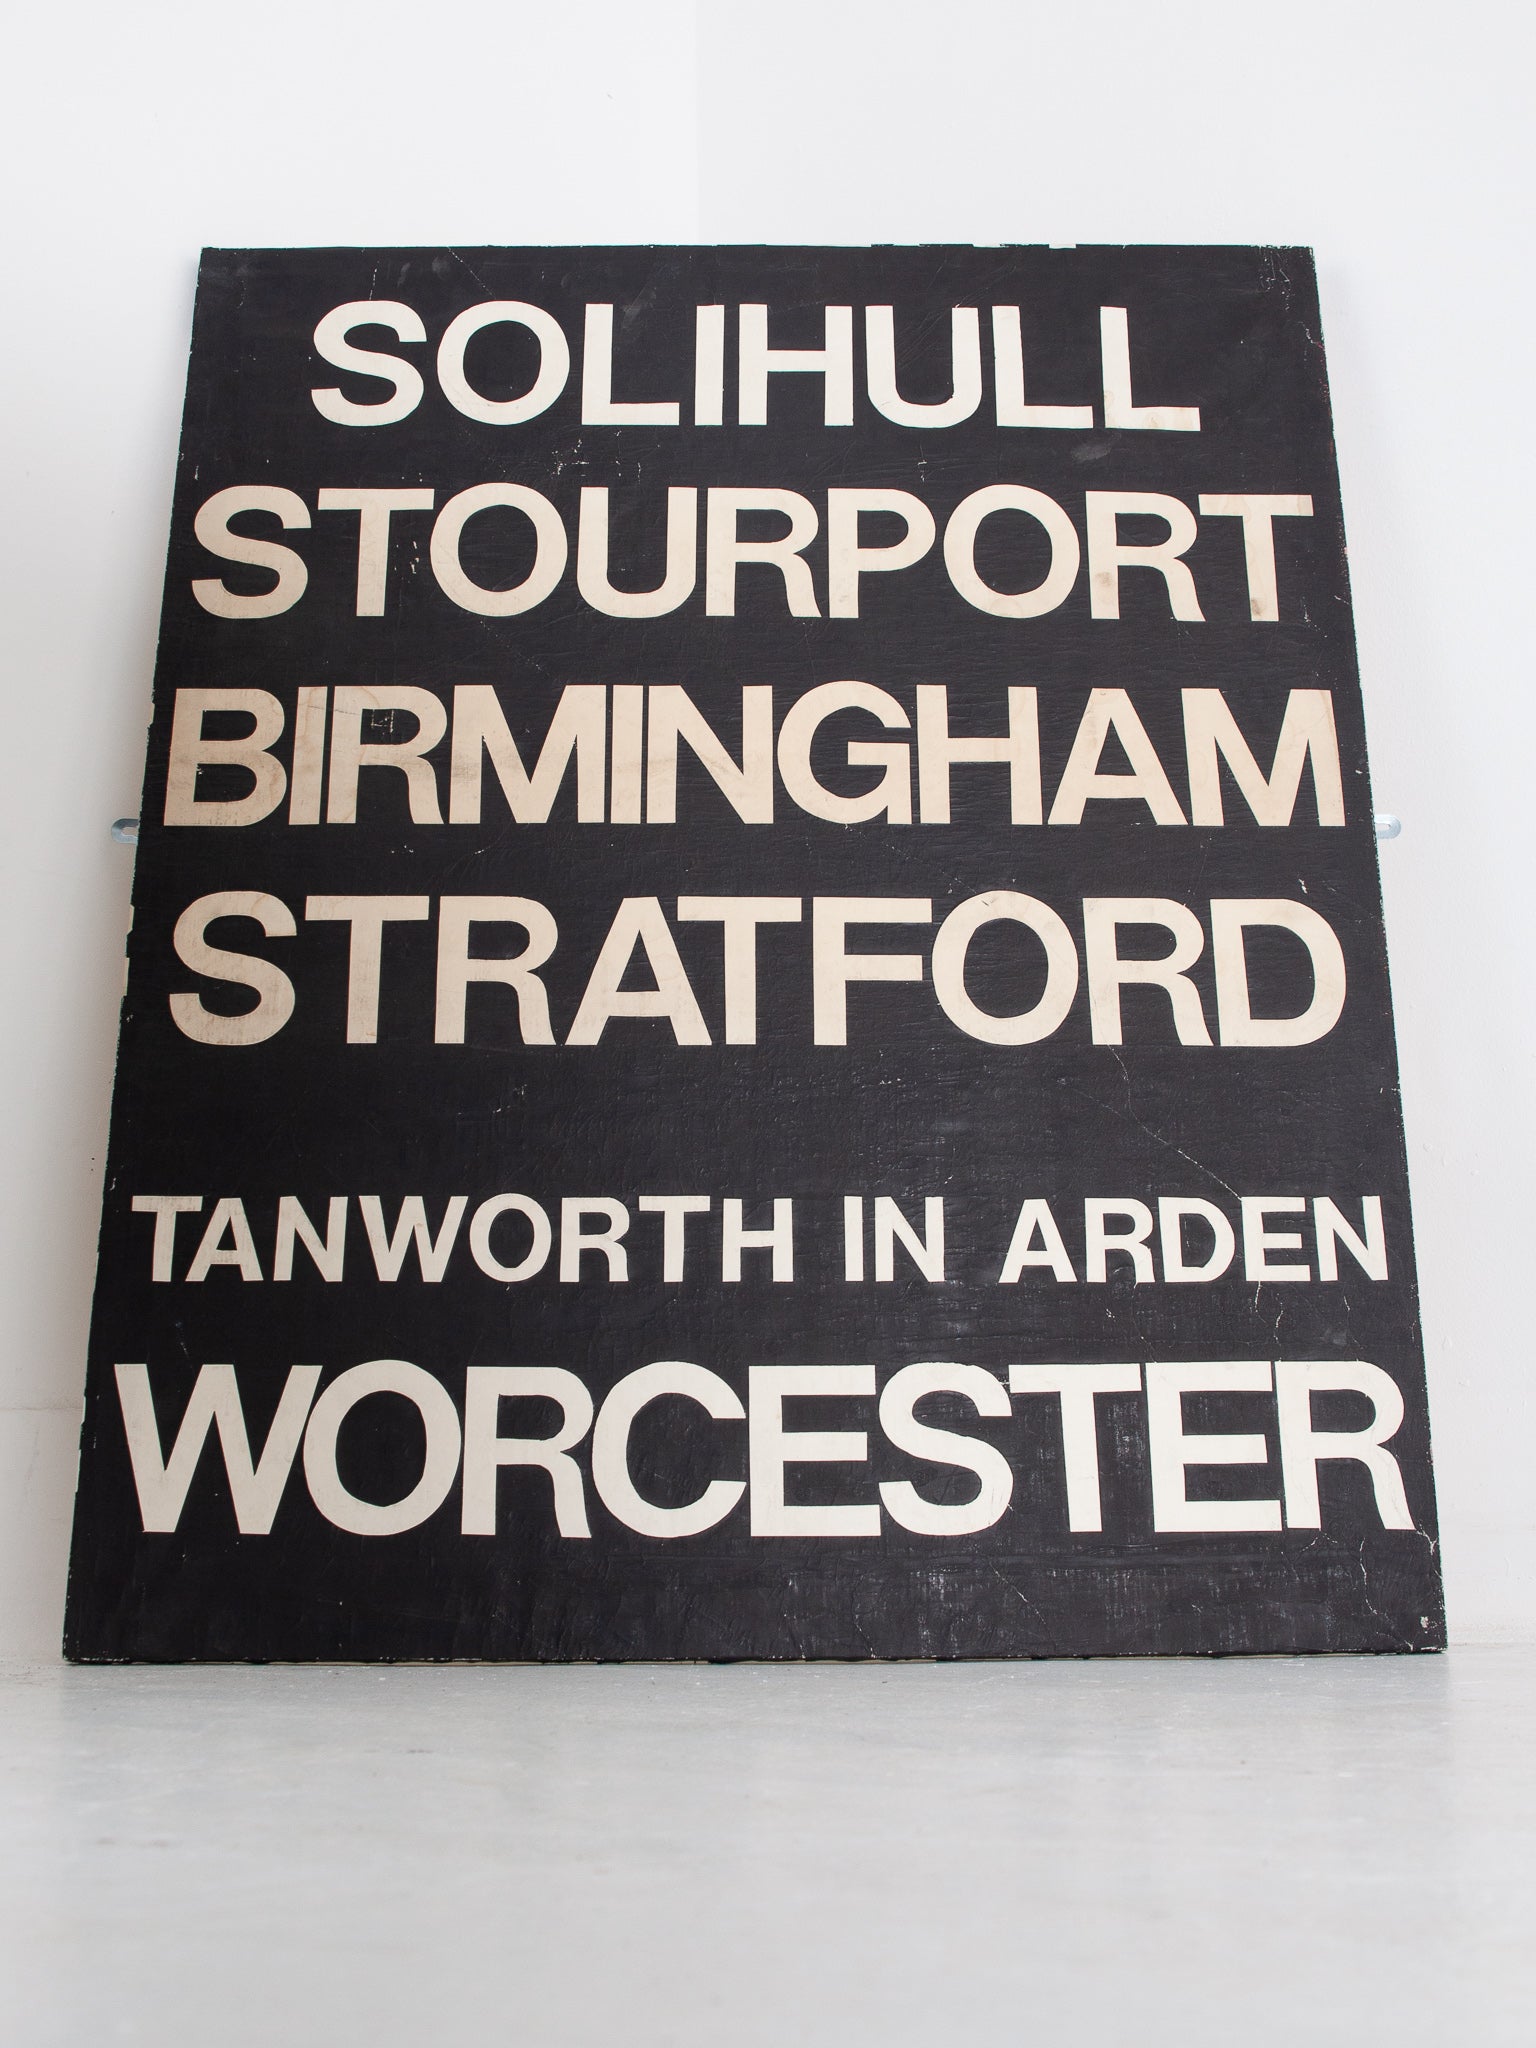 SOLIHULL
STOURPORT
BIRMINGHAM
STRATFORD
TANWORTH IN ARDEN
WORCESTER